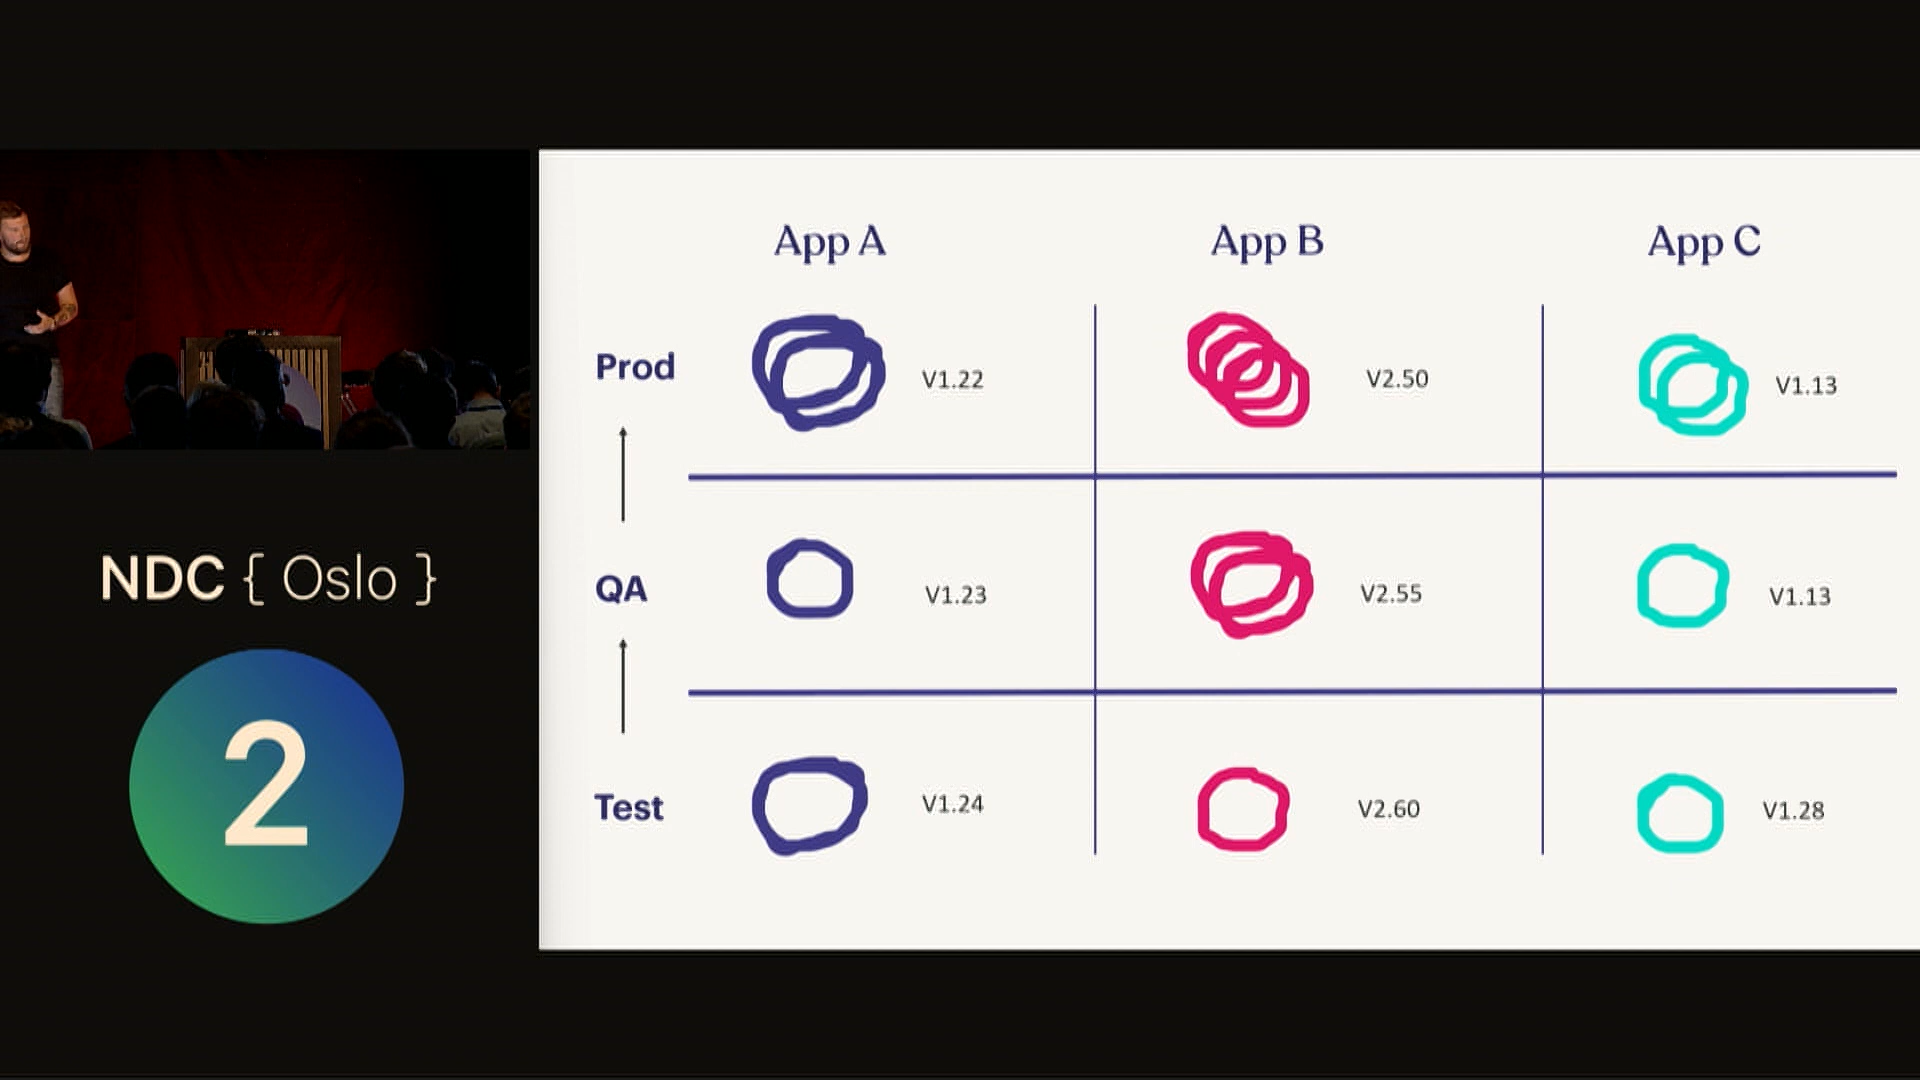 App A App B App C
Prod V1.22 V2.50 V1.13
QA V1.23 V2.55 V1.13
Test V1.24 V2.60 V1.28
NDC { Oslo }
2